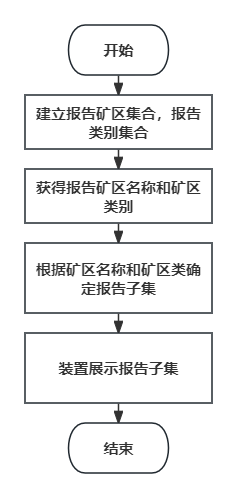 开始
建立报告矿区集合，报告
类别集合
获得报告矿区名称和矿区
类别
根据矿区名称和矿区类确
定报告子集
装置展示报告子集
结束